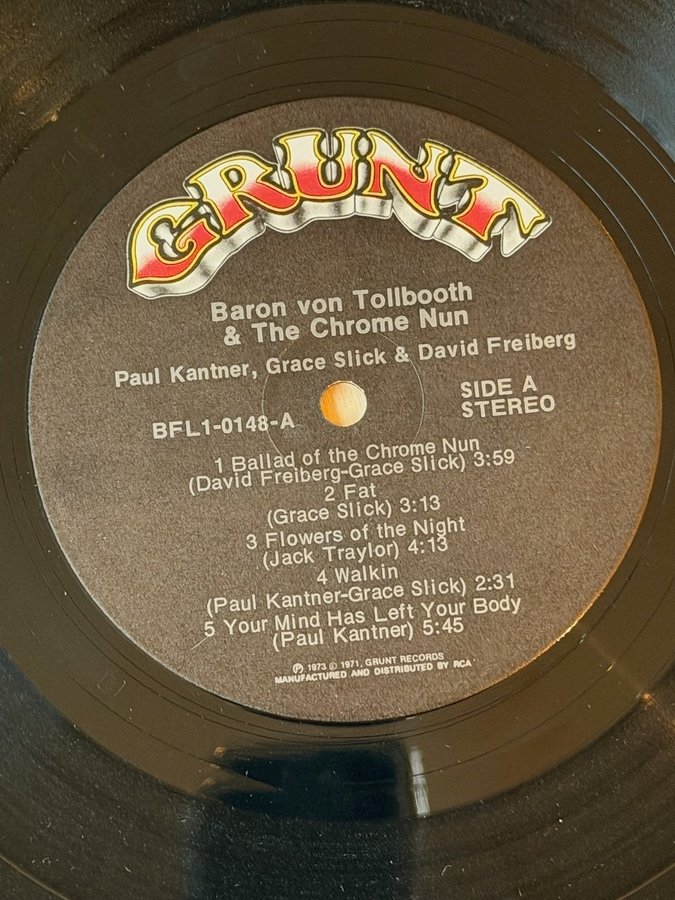 GRUNT
Baron von Tollbooth
& The Chrome Nun
Paul Kantner, Grace Slick & David Freiberg
SIDE A
BFL1-0148-A
STEREO
1 Ballad of the Chrome Nun
(David Freiberg-Grace Slick) 3:59
2 Fat
(Grace Slick) 3:13
3 Flowers of the Night
(Jack Traylor) 4:13
4 Walkin
(Paul Kantner-Grace Slick) 2:31
5 Your Mind Has Left Your Body
(Paul Kantner) 5:45
℗ 1973 © 1971, GRUNT RECORDS
MANUFACTURED AND DISTRIBUTED BY RCA